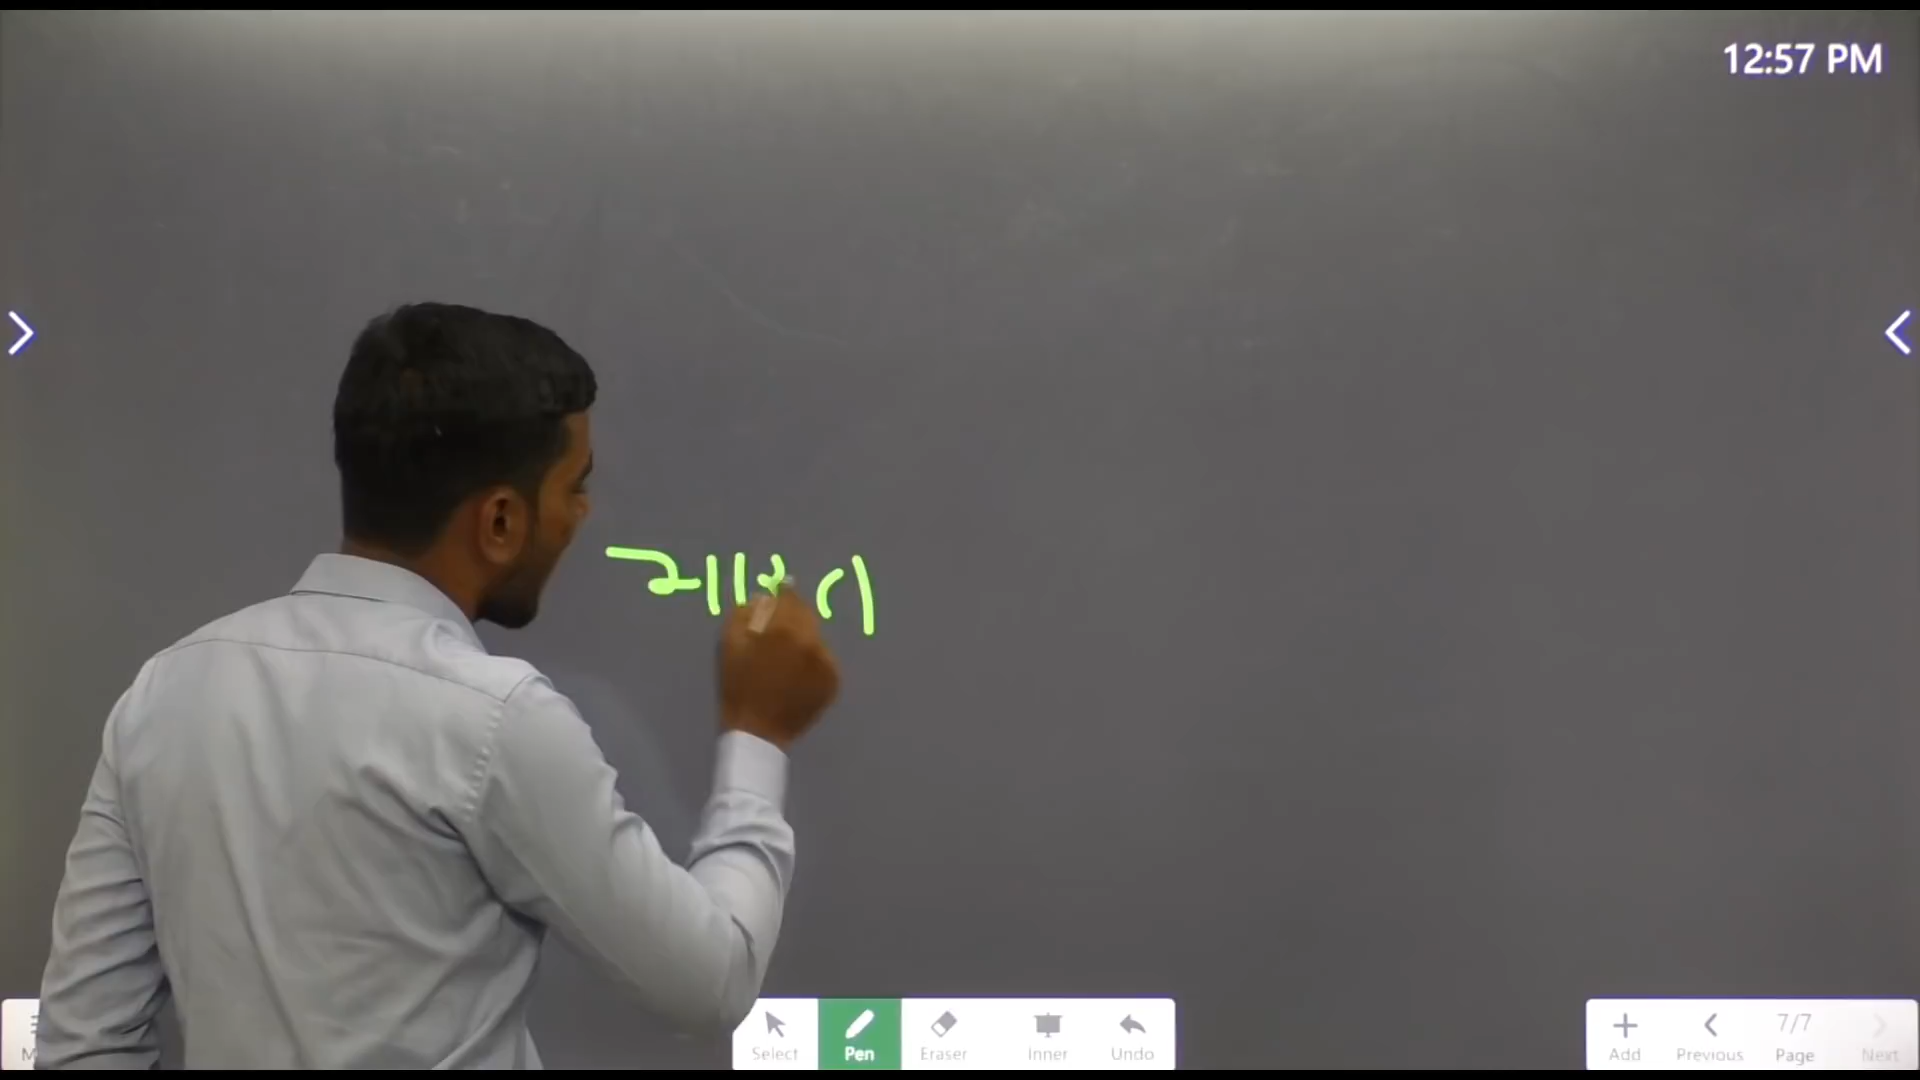 12:57 PM
Select
Pen
Eraser
Inner
Undo
Add
Previous
7/7
Page
Next